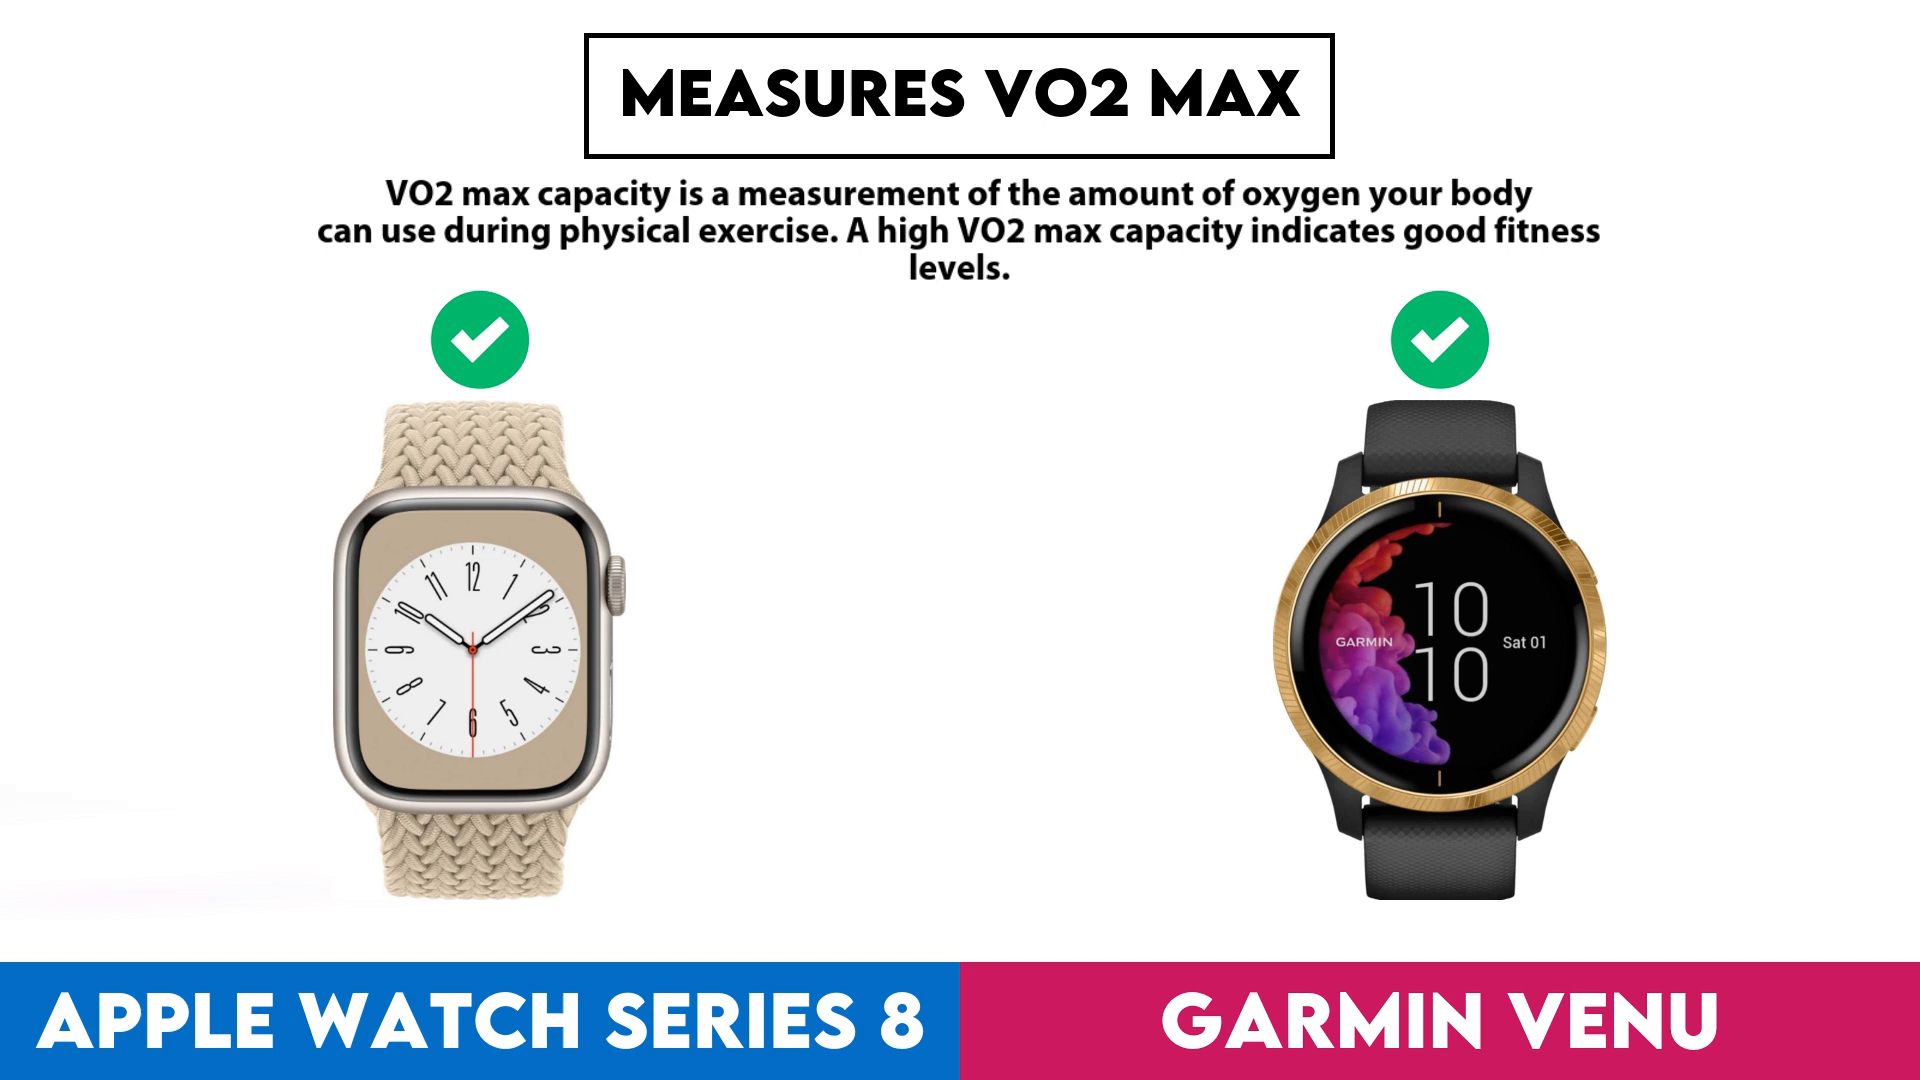 MEASURES VO2 MAX
VO2 max capacity is a measurement of the amount of oxygen your body
can use during physical exercise. A high VO2 max capacity indicates good fitness
levels.
12
11 1
10 2
9 3
8 4
7 5
6
10
GARMIN Sat 01
10
APPLE WATCH SERIES 8 GARMIN VENU